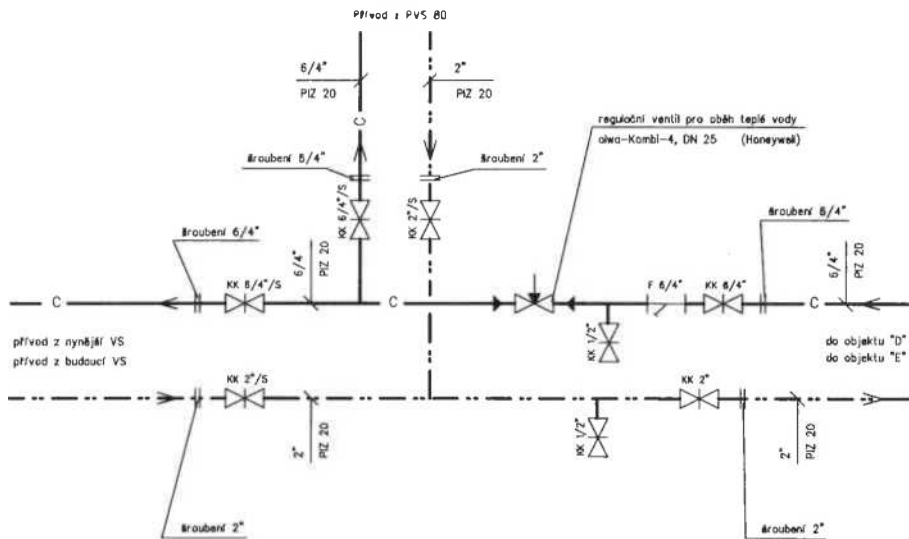 Přívod z PVS 80
6/4"
PIZ 20
2"
PIZ 20
C
regulační ventil pro oběh teplé vody
alwa-Kombi-4, DN 25 (Honeywell)
šroubení 6/4"
šroubení 2"
KK 6/4"/S
KK 2"/S
šroubení 6/4"
šroubení 6/4"
6/4"
PIZ 20
6/4"
PIZ 20
KK 6/4"/S
F 6/4"
KK 6/4"
C
C
C
KK 1/2"
přívod z nynější VS
přívod z budoucí VS
do objektu "D"
do objektu "E"
KK 2"/S
KK 2"
2"
PIZ 20
KK 1/2"
2"
PIZ 20
šroubení 2"
šroubení 2"